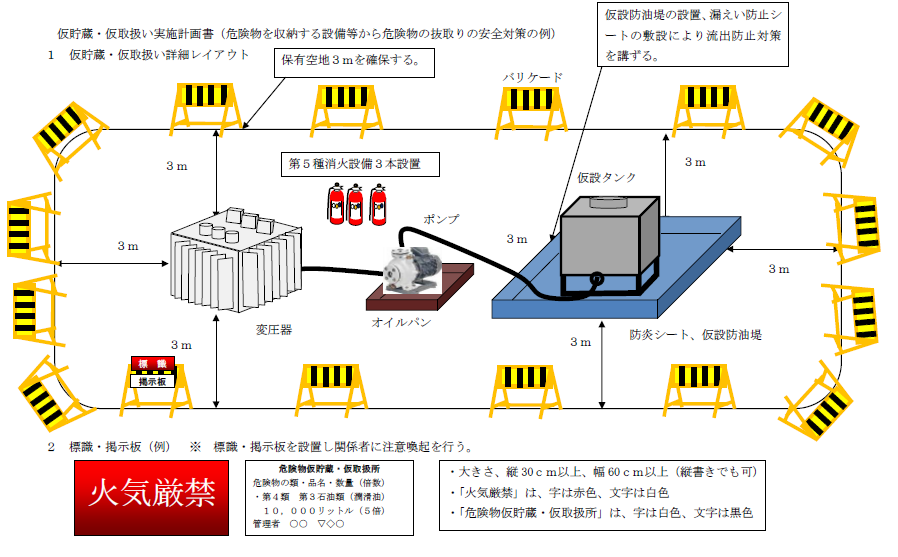 仮貯蔵・仮取扱い実施計画書（危険物を収納する設備等から危険物の抜取りの安全対策の例）
１　仮貯蔵・仮取扱い詳細レイアウト
保有空地３ｍを確保する。
仮設防油堤の設置、漏えい防止
シートの敷設により流出防止対策
を講ずる。
バリケード
３ｍ
第５種消火設備３本設置
３ｍ
仮設タンク
ポンプ
３ｍ
３ｍ
３ｍ
オイルパン
変圧器
防炎シート、仮設防油堤
３ｍ
３ｍ
標　識
掲示板
２　標識・掲示板（例）　※　標識・掲示板を設置し関係者に注意喚起を行う。
火気厳禁
危険物仮貯蔵・仮取扱所
危険物の類・品名・数量（倍数）
・第４類　第３石油類（潤滑油）
１０，０００リットル（５倍）
管理者　○○　▽◇○
・大きさ、縦30ｃｍ以上、幅60ｃｍ以上（縦書きでも可）
・「火気厳禁」は、字は赤色、文字は白色
・「危険物仮貯蔵・仮取扱所」は、字は白色、文字は黒色